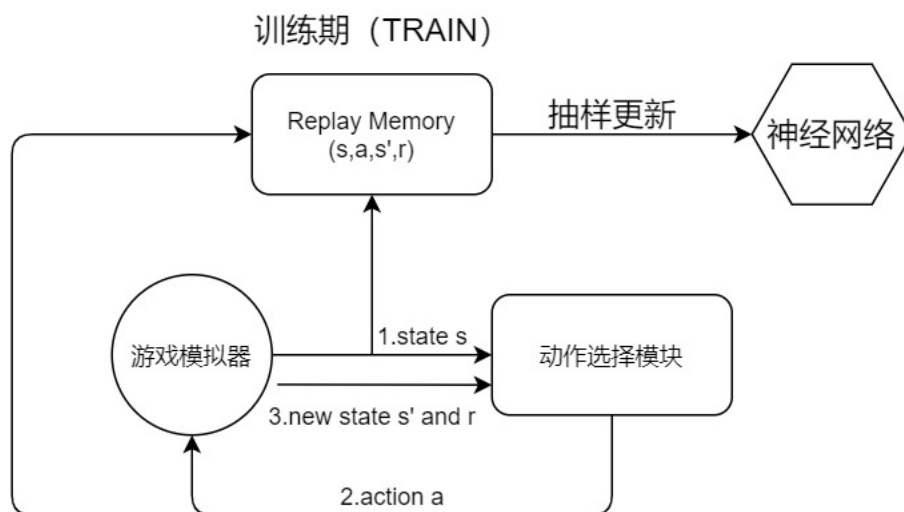 训练期（TRAIN）
Replay Memory
(s,a,s',r)
抽样更新
神经网络
1.state s
游戏模拟器
动作选择模块
3.new state s' and r
2.action a